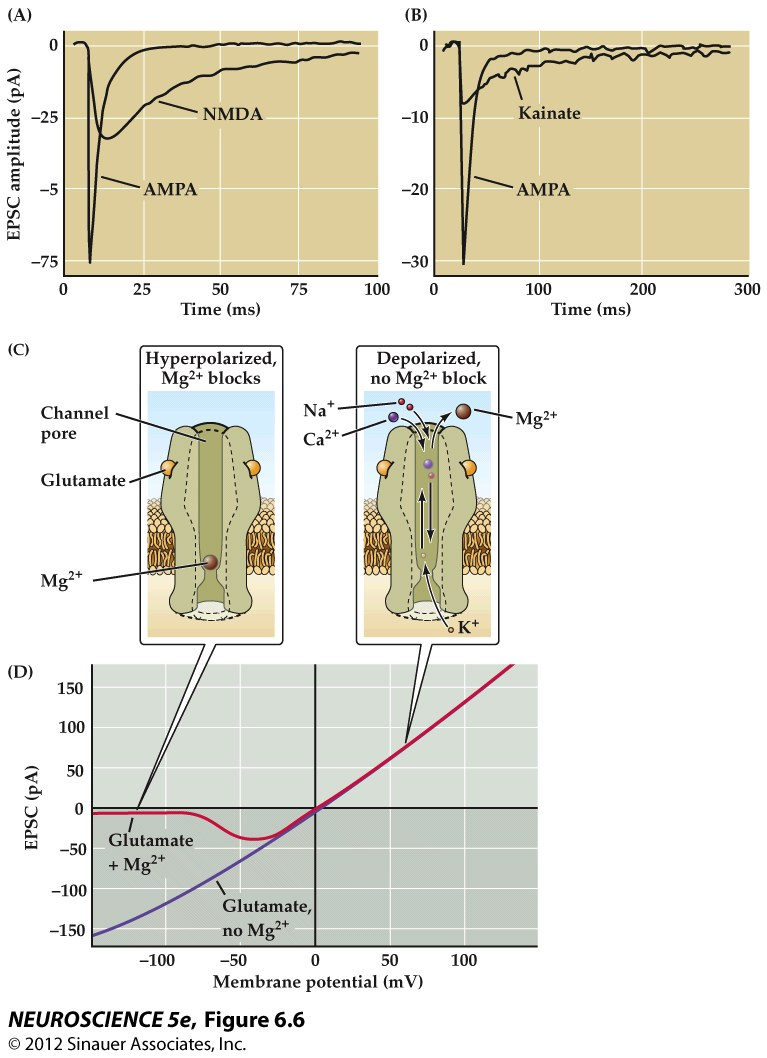 (A)
0
−25
−5
−75
EPSC amplitude (pA)
NMDA
AMPA
0
25
50
75
100
Time (ms)
(B)
0
−10
−20
−30
Kainate
AMPA
0
100
200
300
Time (ms)
(C)
Hyperpolarized,
Mg²⁺ blocks
Channel
pore
Glutamate
Mg²⁺
Depolarized,
no Mg²⁺ block
Na⁺
Ca²⁺
Mg²⁺
K⁺
(D)
150
100
50
0
−50
−100
−150
EPSC (pA)
Glutamate
+ Mg²⁺
Glutamate,
no Mg²⁺
−100
−50
0
50
100
Membrane potential (mV)
NEUROSCIENCE 5e, Figure 6.6
© 2012 Sinauer Associates, Inc.